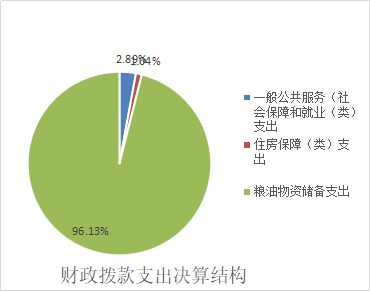 1.04%
一般公共服务（社
会保障和就业（类）
支出
住房保障（类）支
出
粮油物资储备支出
96.13%
财政拨款支出决算结构